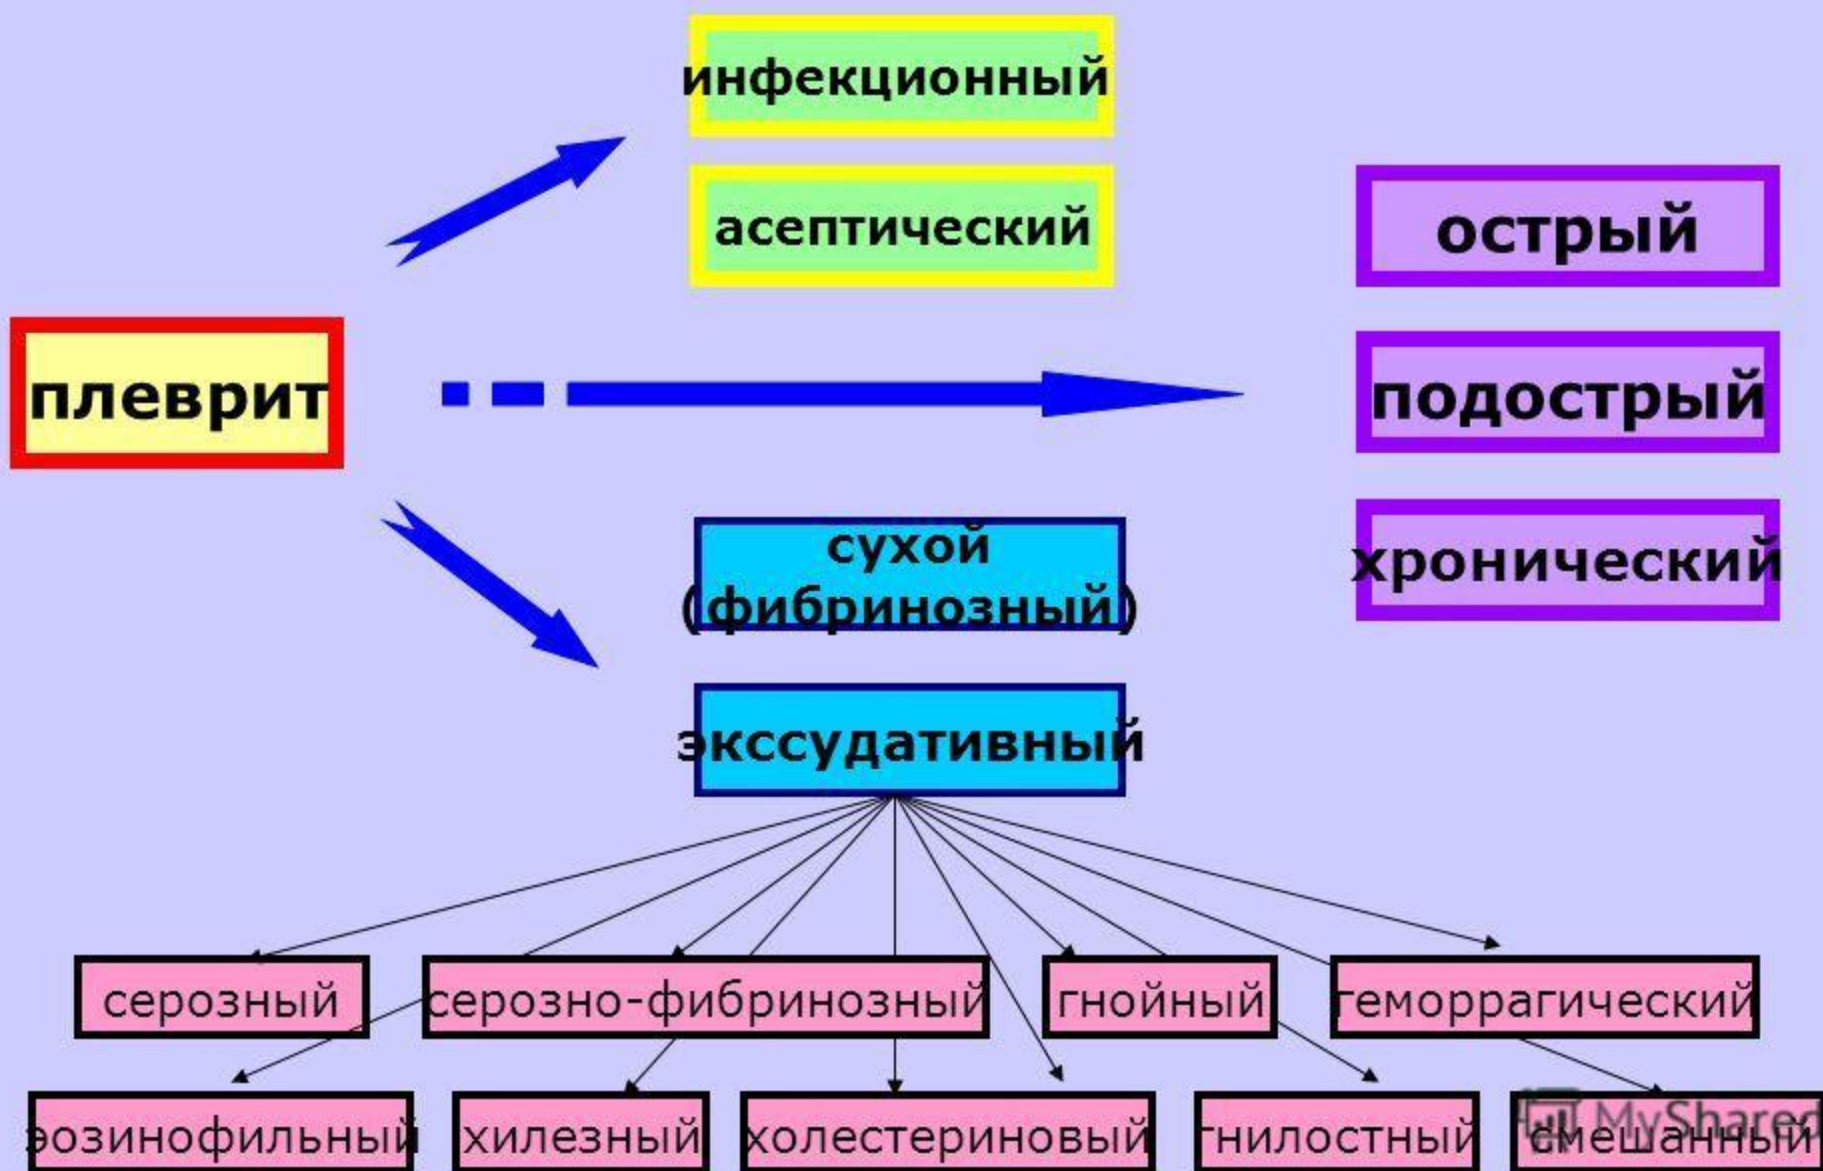 инфекционный
асептический
острый
плеврит
подострый
сухой
(фибринозный)
хронический
экссудативный
серозный
серозно-фибринозный
гнойный
геморрагический
эозинофильный
хилезный
холестериновый
гнилостный
смешанный
MyShared